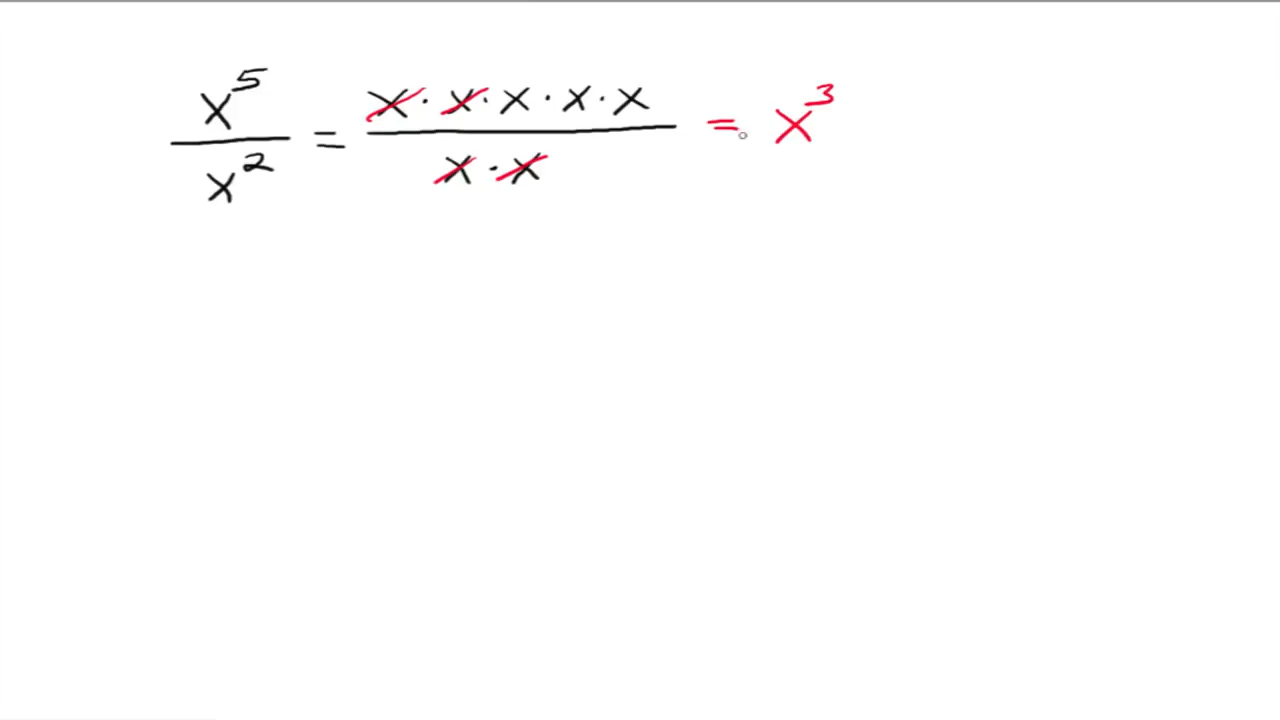 x^5/x^2 = x · x · x · x · x / x · x = x^3